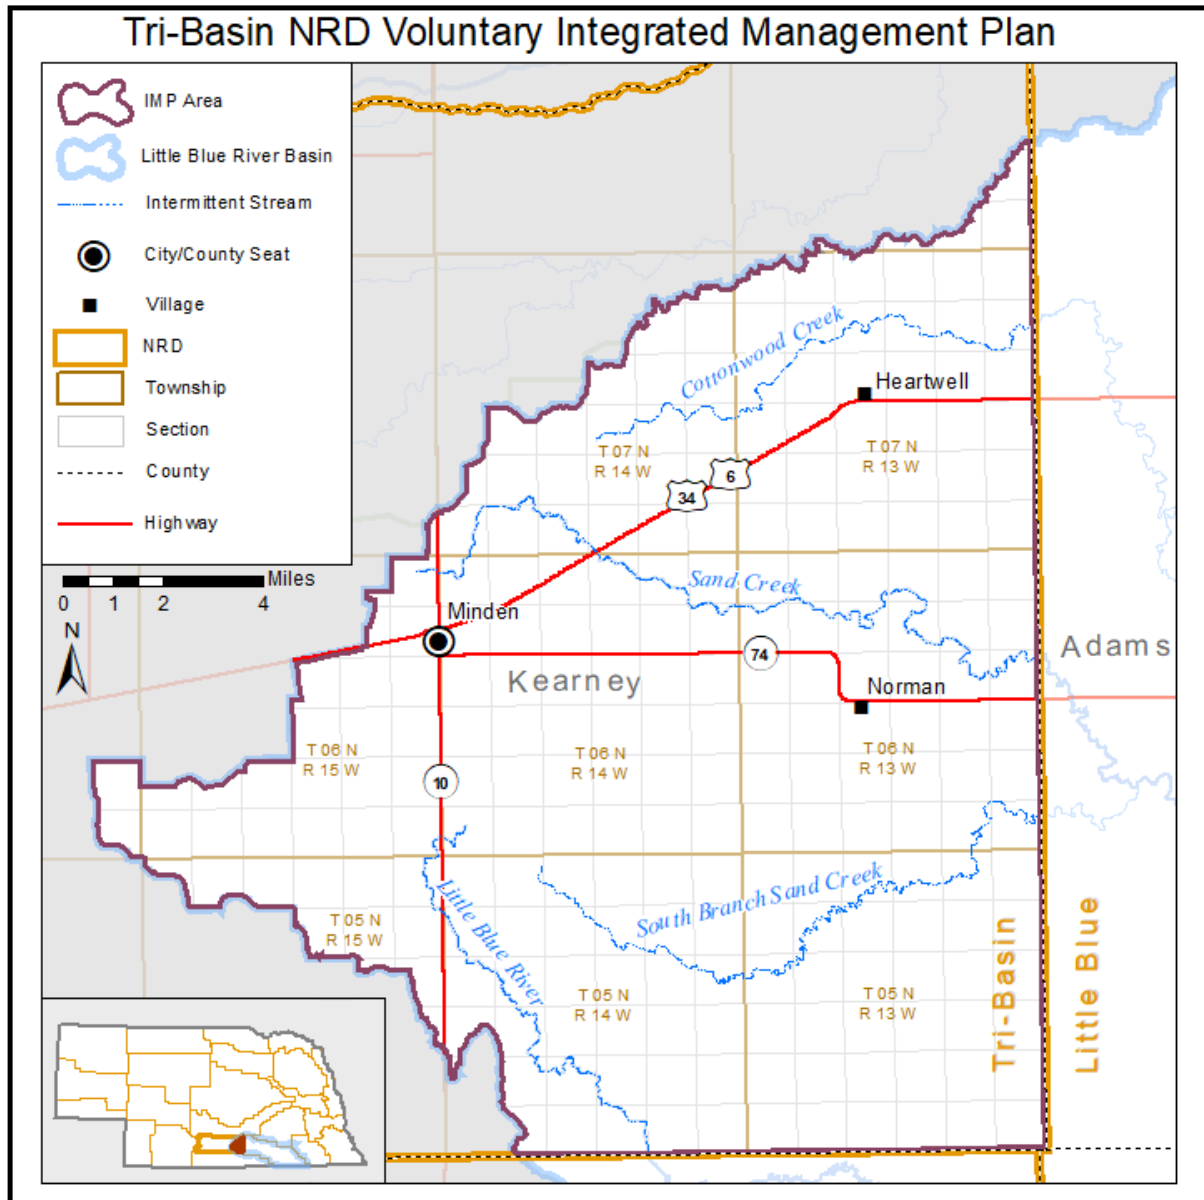 Tri-Basin NRD Voluntary Integrated Management Plan
IMP Area
Little Blue River Basin
Intermittent Stream
City/County Seat
Village
NRD
Township
Section
County
Highway
Miles
0 1 2 4
N
Cottonwood Creek
Heartwell
T 07 N
R 14 W
T 07 N
R 13 W
6
34
Sand Creek
Minden
74
Adams
Kearney
Norman
T 06 N
R 15 W
T 06 N
R 14 W
T 06 N
R 13 W
10
Little Blue River
South Branch Sand Creek
T 05 N
R 15 W
T 05 N
R 14 W
T 05 N
R 13 W
Tri-Basin
Little Blue